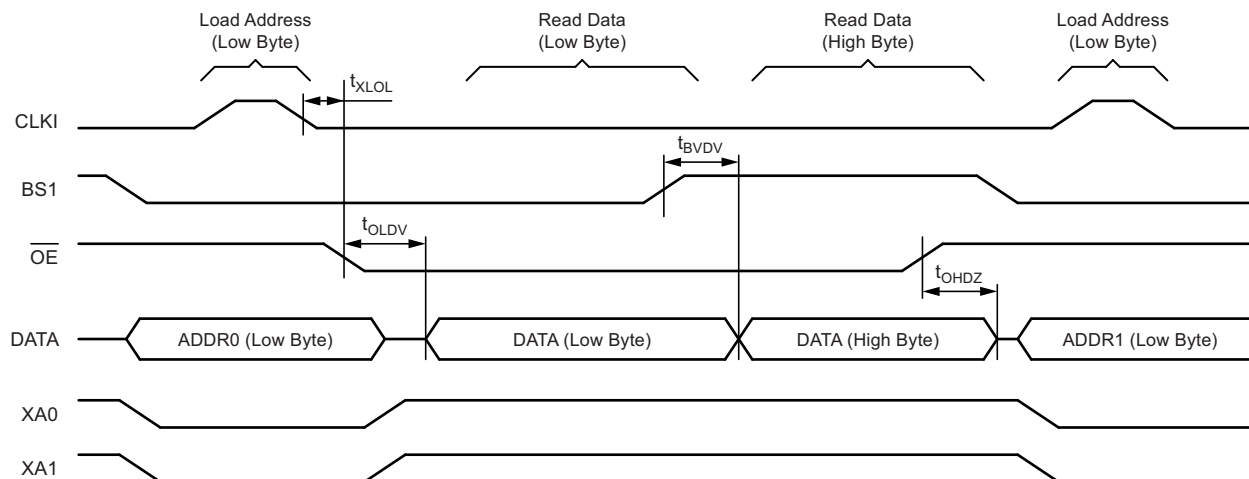 Load Address
(Low Byte)
Read Data
(Low Byte)
Read Data
(High Byte)
Load Address
(Low Byte)
tXLOL
CLKI
tBVDV
BS1
tOLDV
OE
tOHDZ
DATA
ADDR0 (Low Byte)
DATA (Low Byte)
DATA (High Byte)
ADDR1 (Low Byte)
XA0
XA1